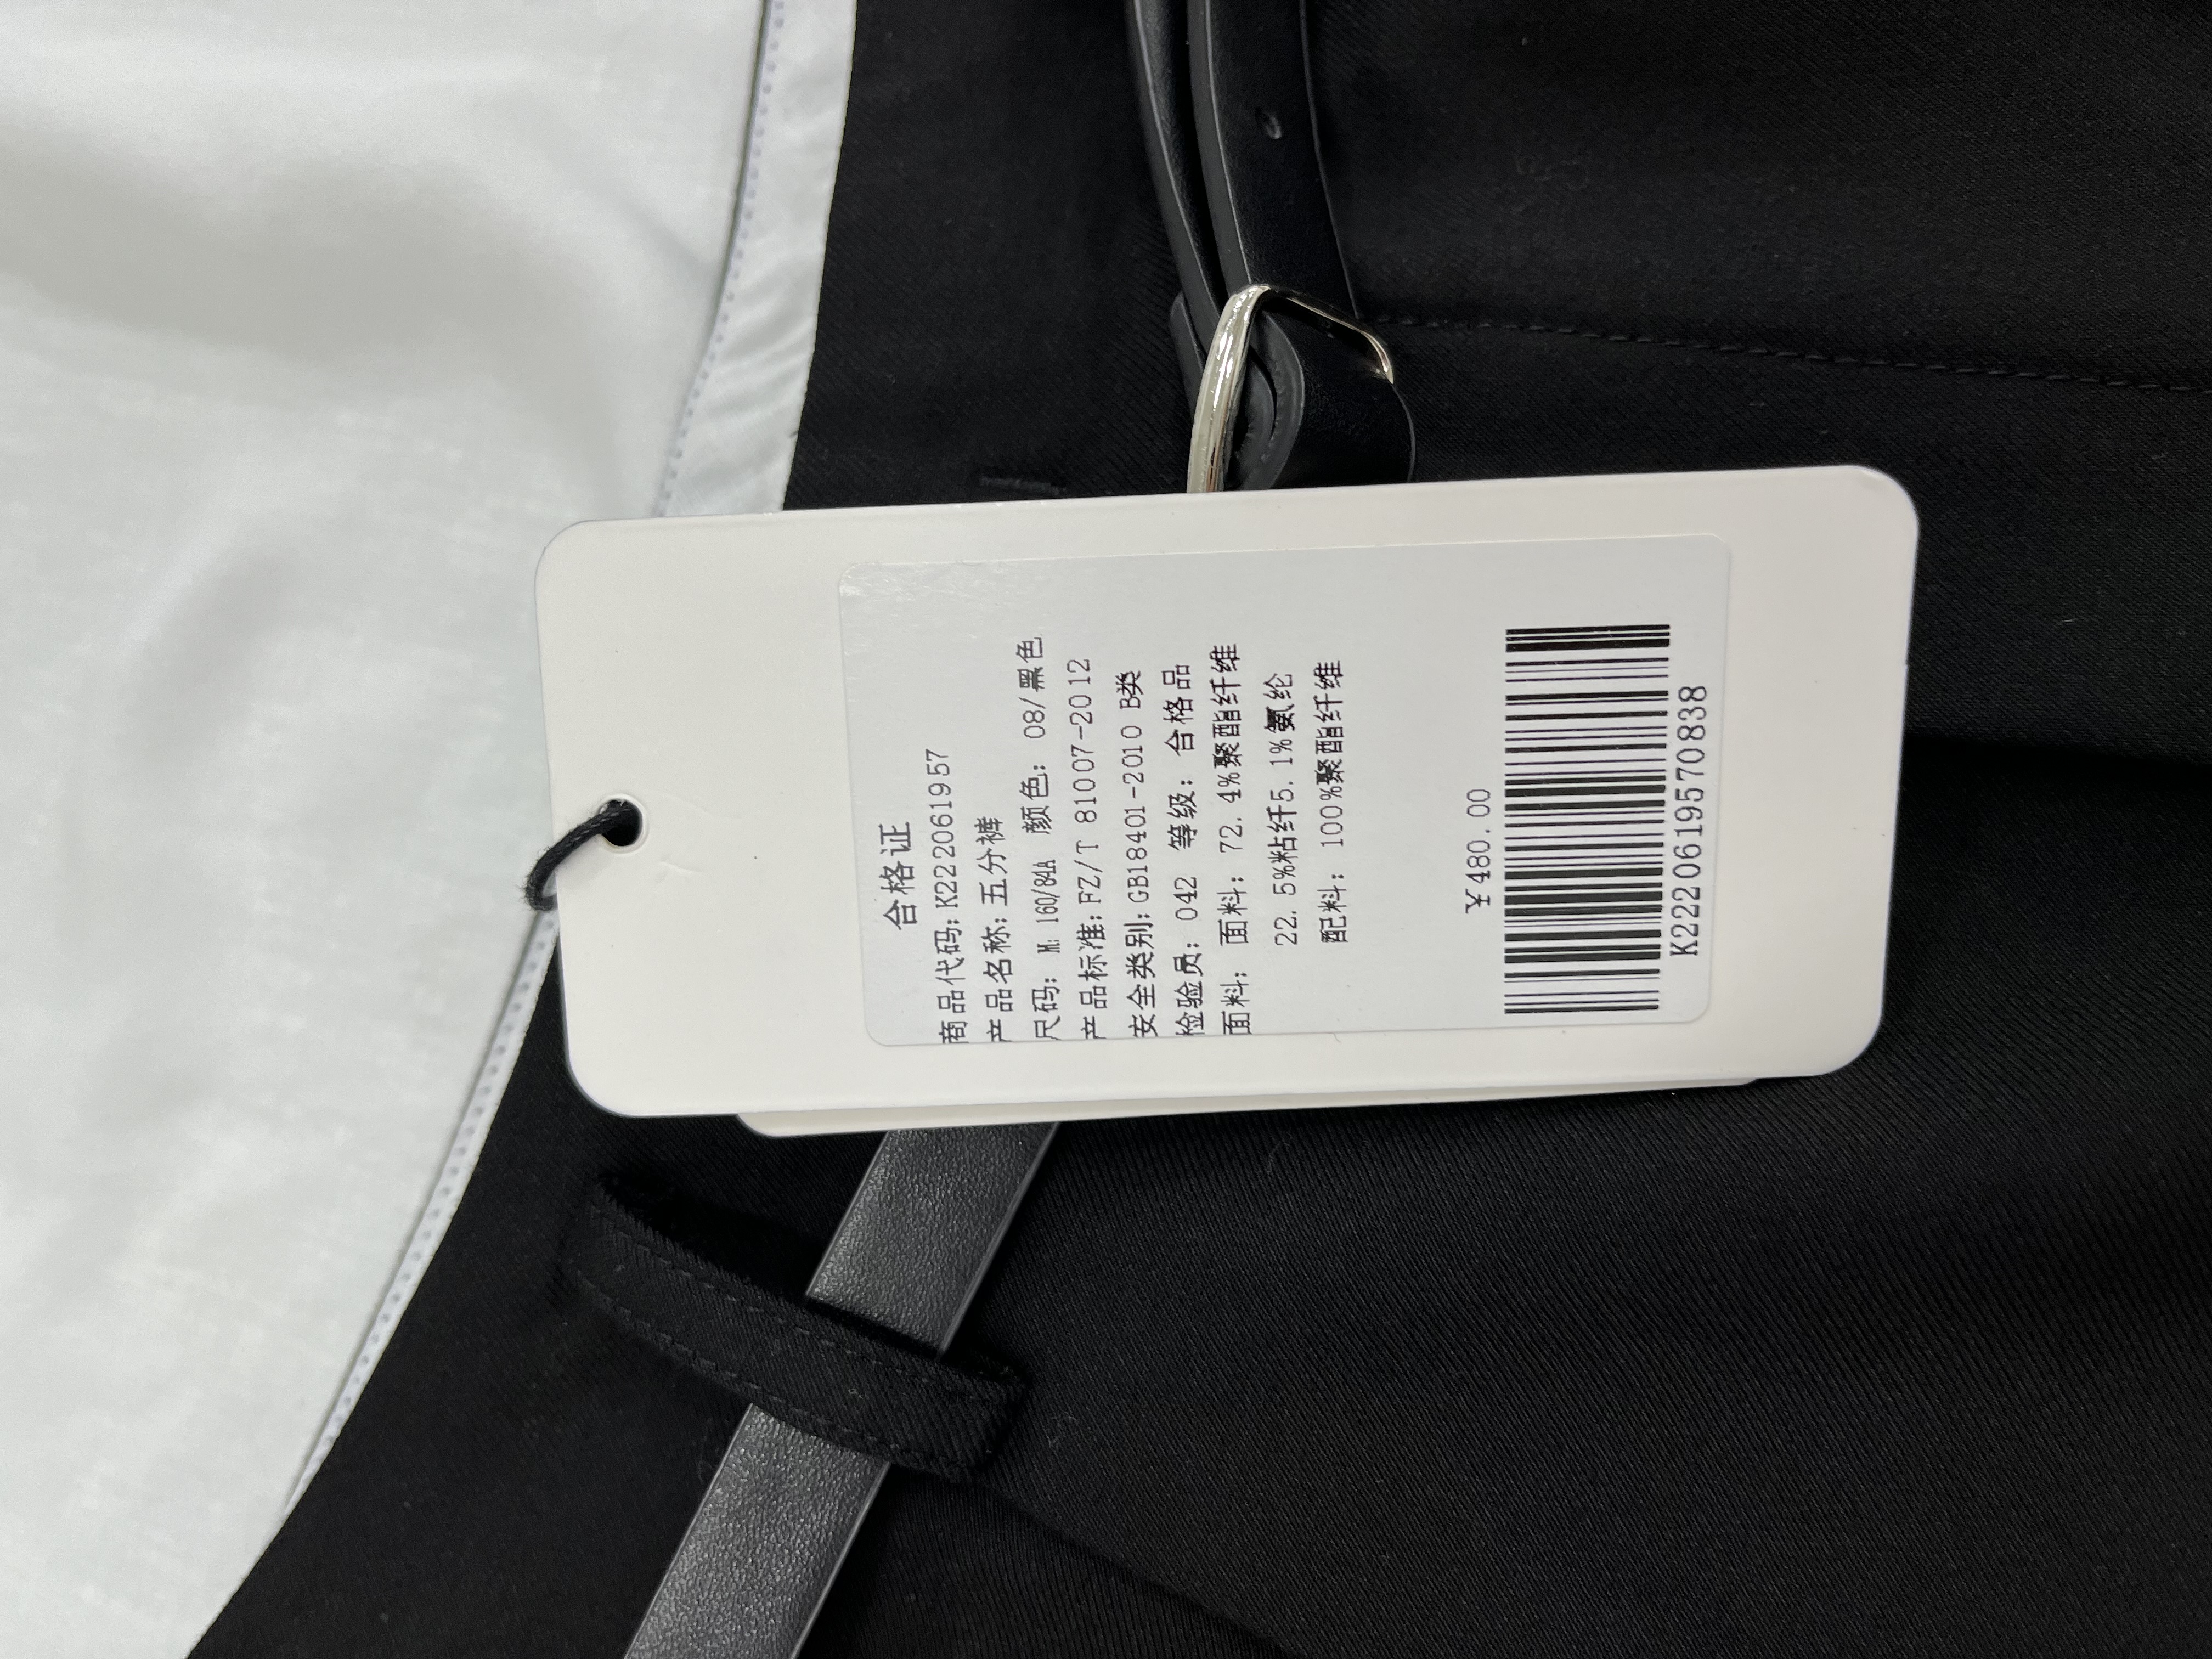 合格证
商品代码:K222061957
产品名称:五分裤
尺码: M: 160/84A 颜色: 08/黑色
产品标准:FZ/T 81007-2012
安全类别:GB18401-2010 B类
检验员: 042 等级: 合格品
面料: 面料: 72.4%聚酯纤维
22.5%粘纤5.1%氨纶
配料: 100%聚酯纤维
¥480.00
K2220619570838